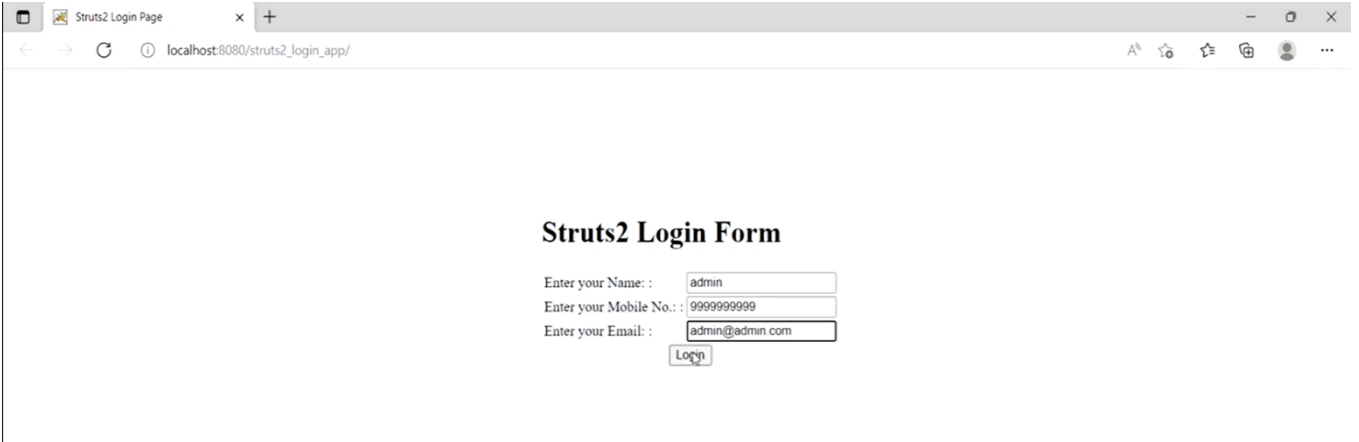 Struts2 Login Page
localhost:8080/struts2_login_app/
Struts2 Login Form
Enter your Name: : admin
Enter your Mobile No.: : 9999999999
Enter your Email: : admin@admin.com
Login